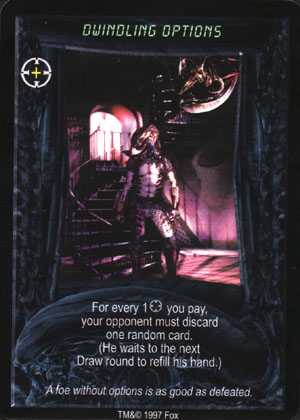 DWINDLING OPTIONS
For every 1 you pay,
your opponent must discard
one random card.
(He waits to the next
Draw round to refill his hand.)
A foe without options is as good as defeated.
TM&© 1997 Fox